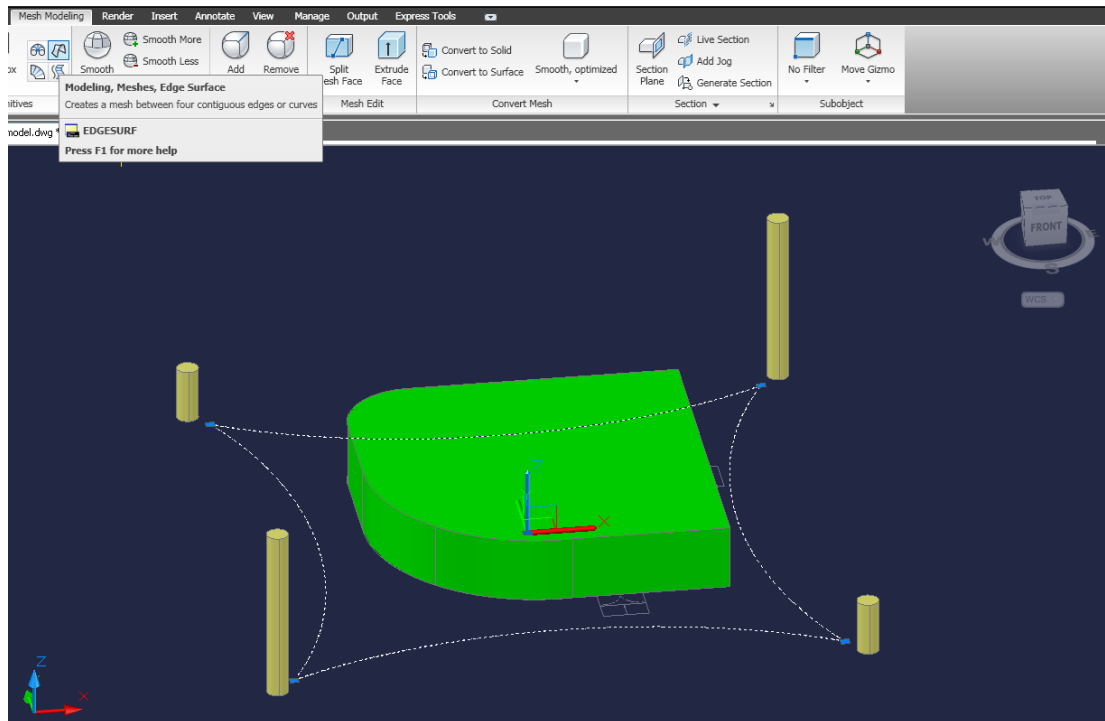 Mesh Modeling Render Insert Annotate View Manage Output Express Tools
Smooth More
Live Section
Convert to Solid
Add Jog
Smooth Less
Convert to Surface
Generate Section
ox
Smooth
Add
Remove
Split
esh Face
Extrude
Face
Smooth, optimized
Section
Plane
No Filter
Move Gizmo
nitives
Mesh Edit
Convert Mesh
Section
Subobject
Modeling, Meshes, Edge Surface
Creates a mesh between four contiguous edges or curves
EDGESURF
Press F1 for more help
model.dwg *
TOP
FRONT
W
E
S
WCS
Z
X
Z
X